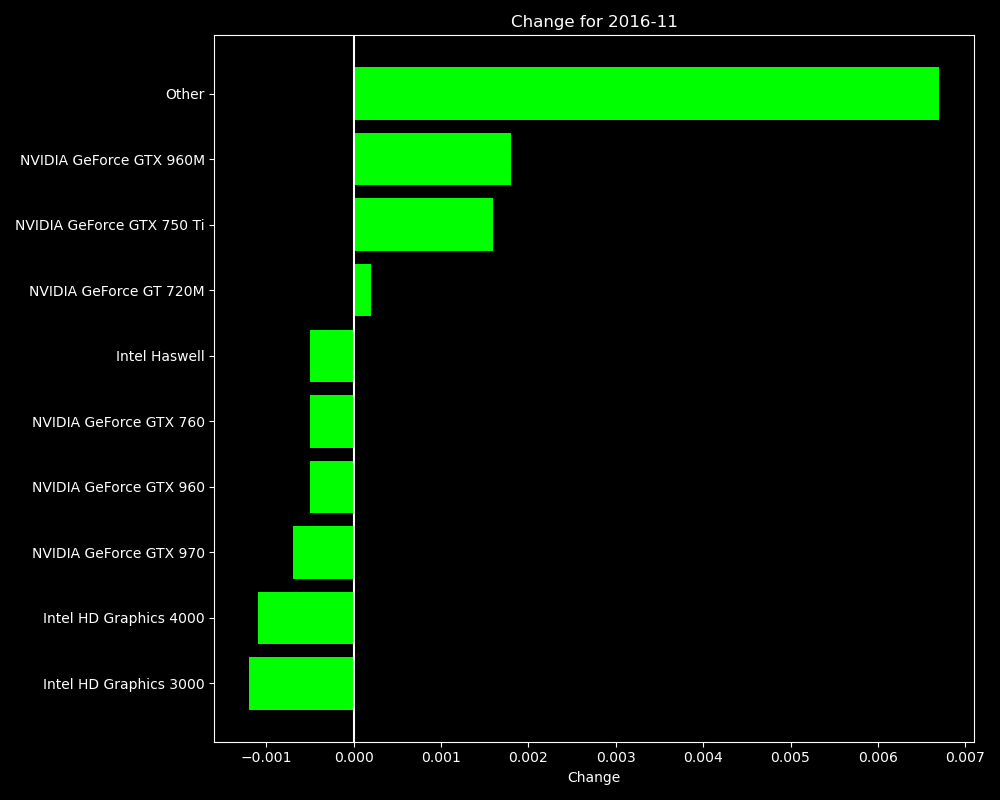 Change for 2016-11
Other
NVIDIA GeForce GTX 960M
NVIDIA GeForce GTX 750 Ti
NVIDIA GeForce GT 720M
Intel Haswell
NVIDIA GeForce GTX 760
NVIDIA GeForce GTX 960
NVIDIA GeForce GTX 970
Intel HD Graphics 4000
Intel HD Graphics 3000
−0.001 0.000 0.001 0.002 0.003 0.004 0.005 0.006 0.007
Change